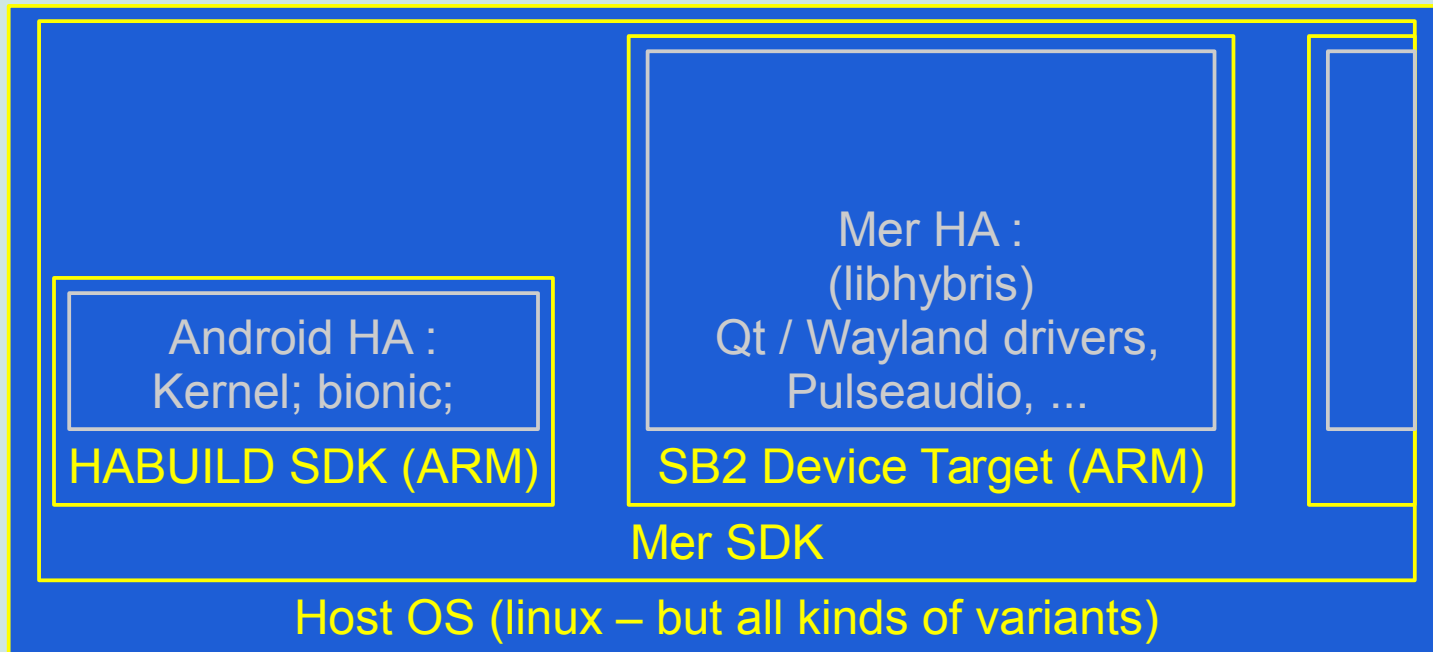 Mer HA :
(libhybris)
Qt / Wayland drivers,
Pulseaudio, ...
Android HA :
Kernel; bionic;
HABUILD SDK (ARM)
SB2 Device Target (ARM)
Mer SDK
Host OS (linux – but all kinds of variants)